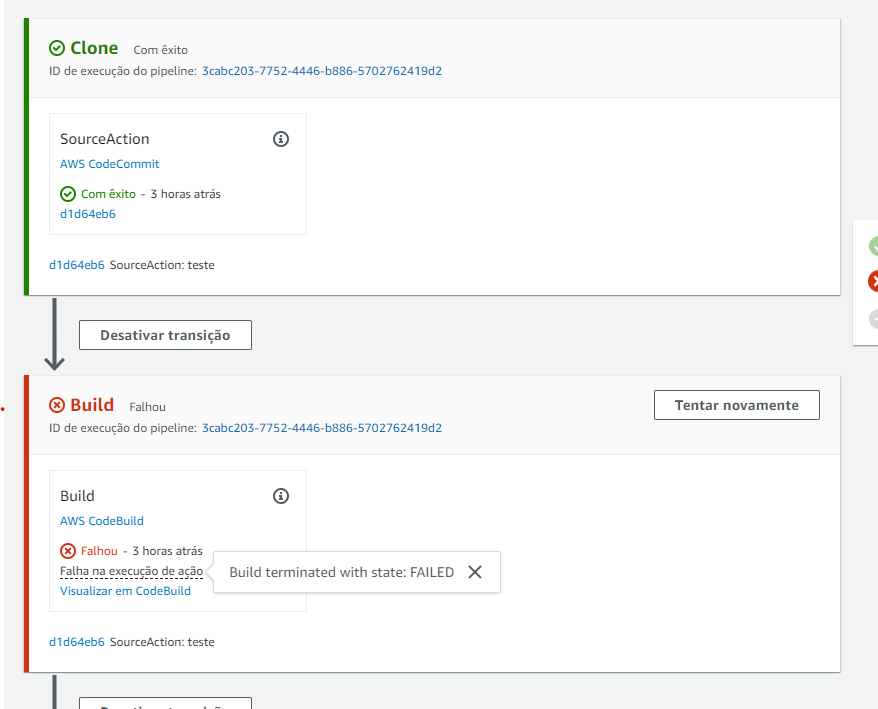 Clone Com êxito
ID de execução do pipeline: 3cabc203-7752-4446-b886-5702762419d2
SourceAction
AWS CodeCommit
Com êxito - 3 horas atrás
d1d64eb6
d1d64eb6 SourceAction: teste
Desativar transição
Build Falhou
Tentar novamente
ID de execução do pipeline: 3cabc203-7752-4446-b886-5702762419d2
Build
AWS CodeBuild
Falhou - 3 horas atrás
Falha na execução de ação
Build terminated with state: FAILED
Visualizar em CodeBuild
d1d64eb6 SourceAction: teste